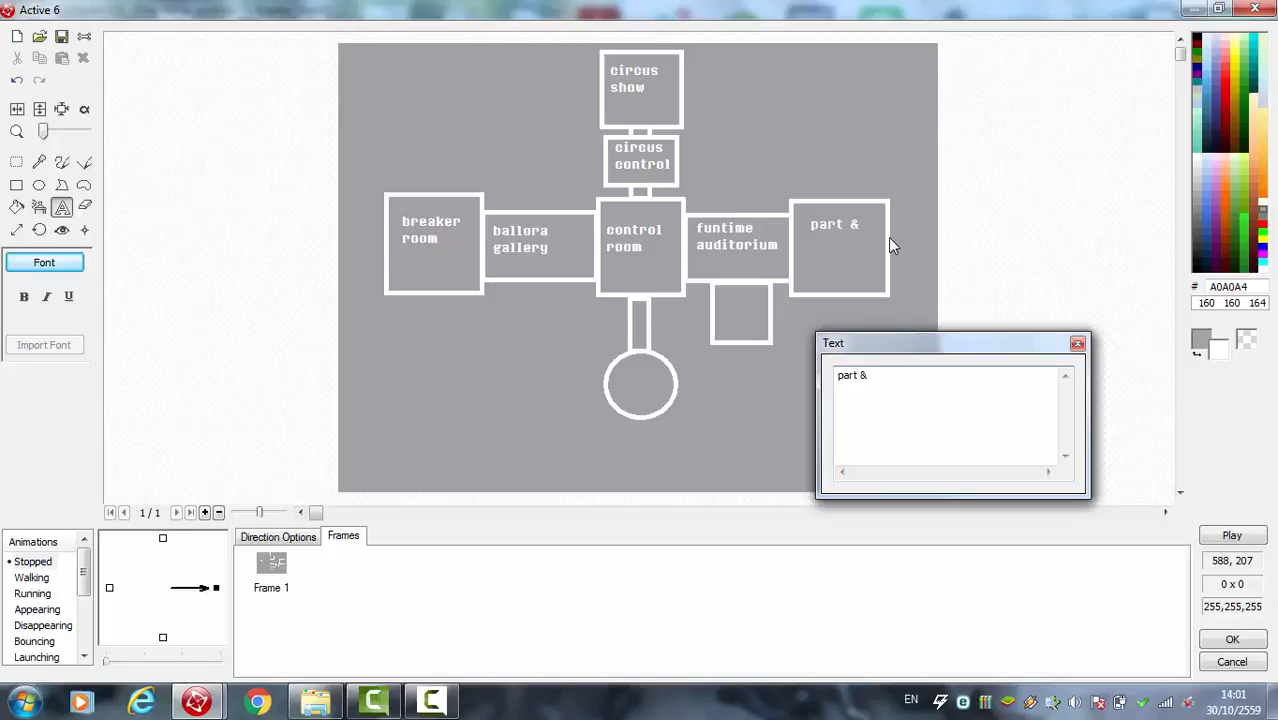 Active 6
circus
show
circus
control
breaker
room
ballora
gallery
control
room
funtime
auditorium
part &
Font
B I U
Import Font
Text
part &
# A0A0A4
160 160 164
1 / 1
Animations
Stopped
Walking
Running
Appearing
Disappearing
Bouncing
Launching
Direction Options
Frames
Frame 1
Play
588, 207
0 x 0
255,255,255
OK
Cancel
EN
14:01
30/10/2559